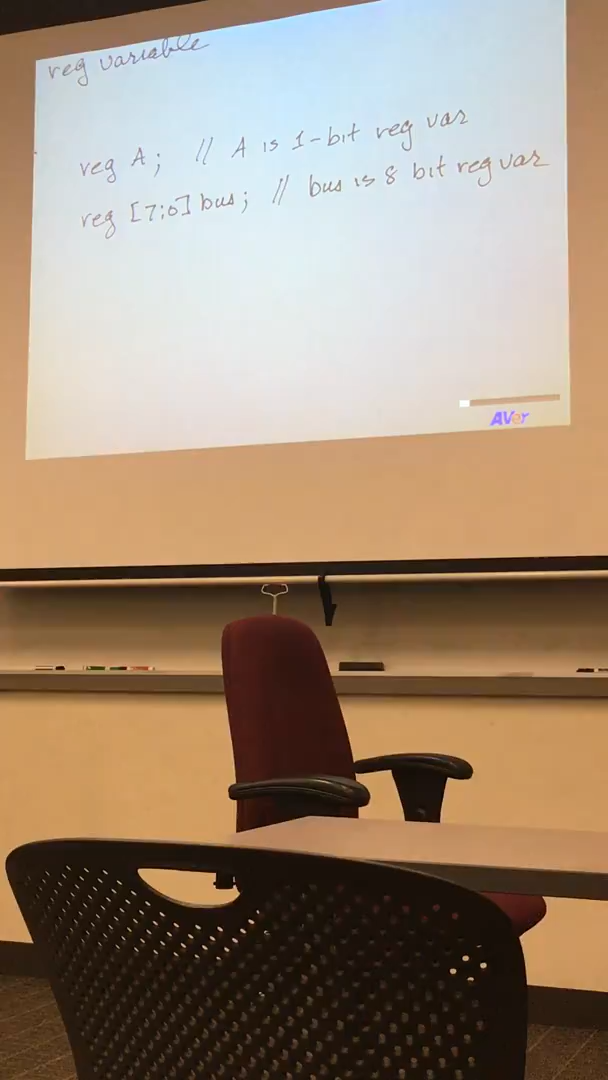 reg variable
reg A; // A is 1-bit reg var
reg [7:0] bus; // bus is 8 bit reg var
AVer